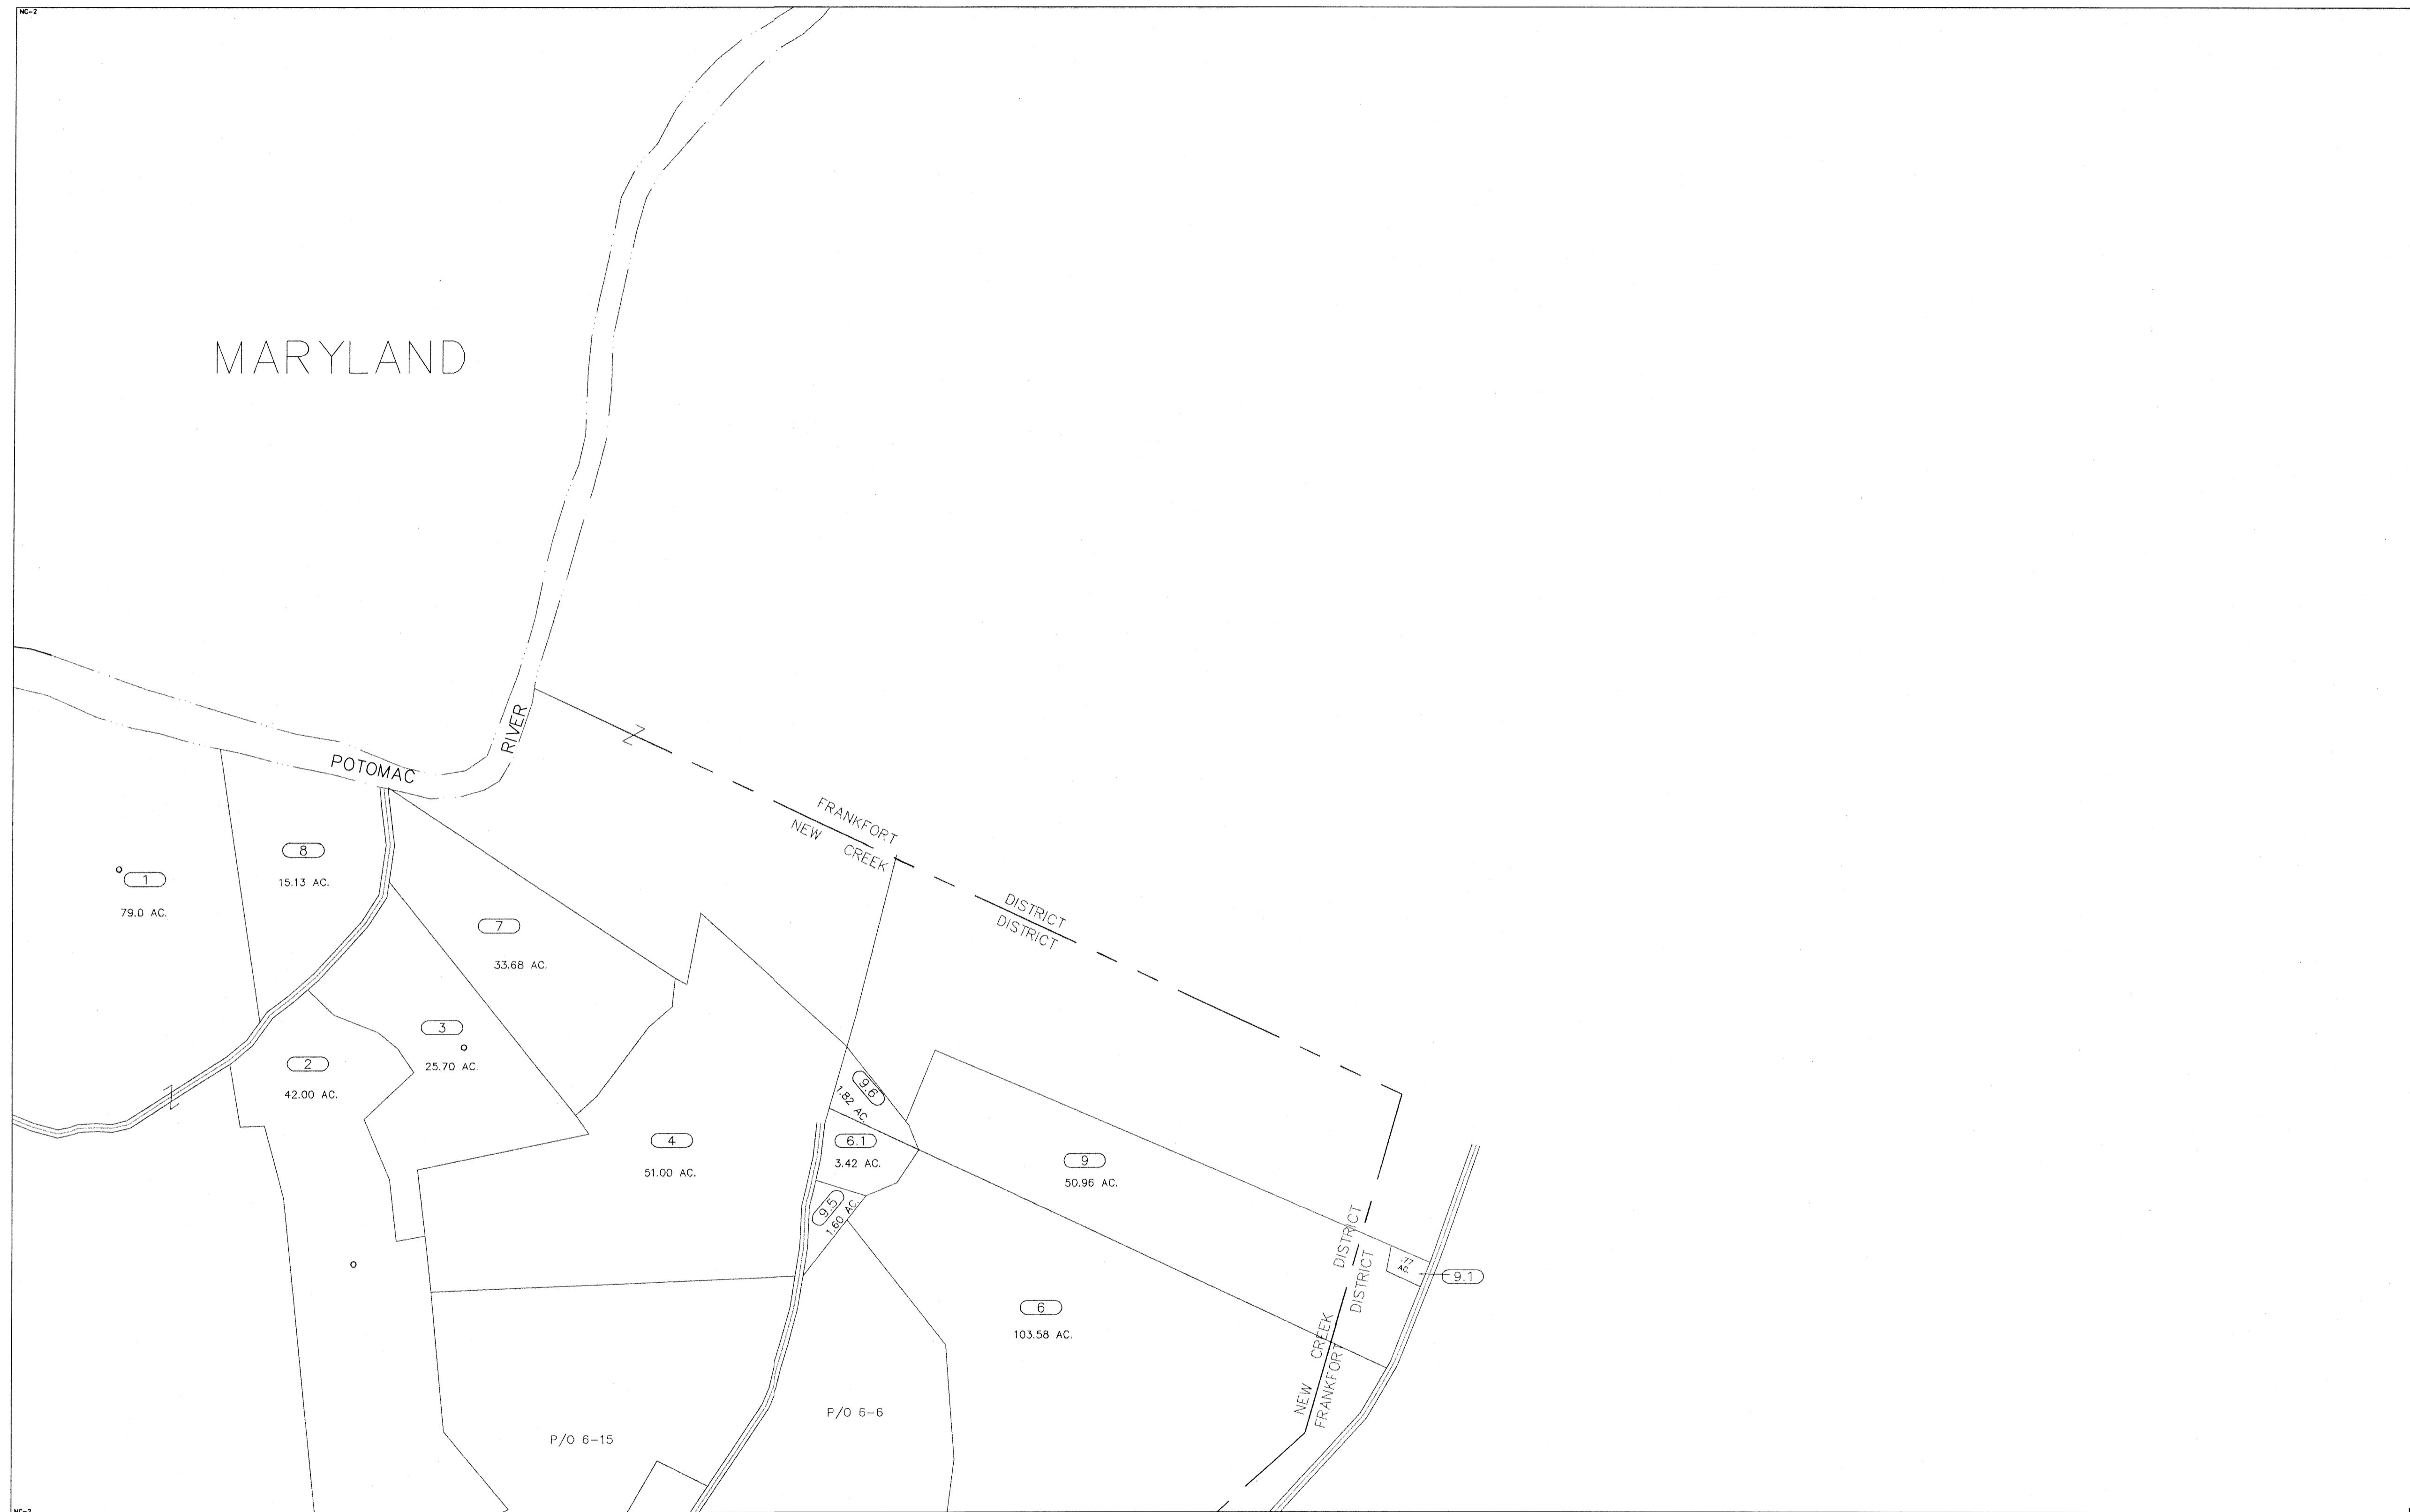 NC-2
MARYLAND
POTOMAC
RIVER
FRANKFORT
NEW CREEK
DISTRICT
DISTRICT
8
15.13 AC.
1
79.0 AC.
7
33.68 AC.
3
25.70 AC.
2
42.00 AC.
9.6
1.82 AC.
4
51.00 AC.
6.1
3.42 AC.
9
50.96 AC.
9.5
1.60 AC.
NEW CREEK DISTRICT
FRANKFORT DISTRICT
.77
AC.
9.1
6
103.58 AC.
P/O 6-6
P/O 6-15
NC-2